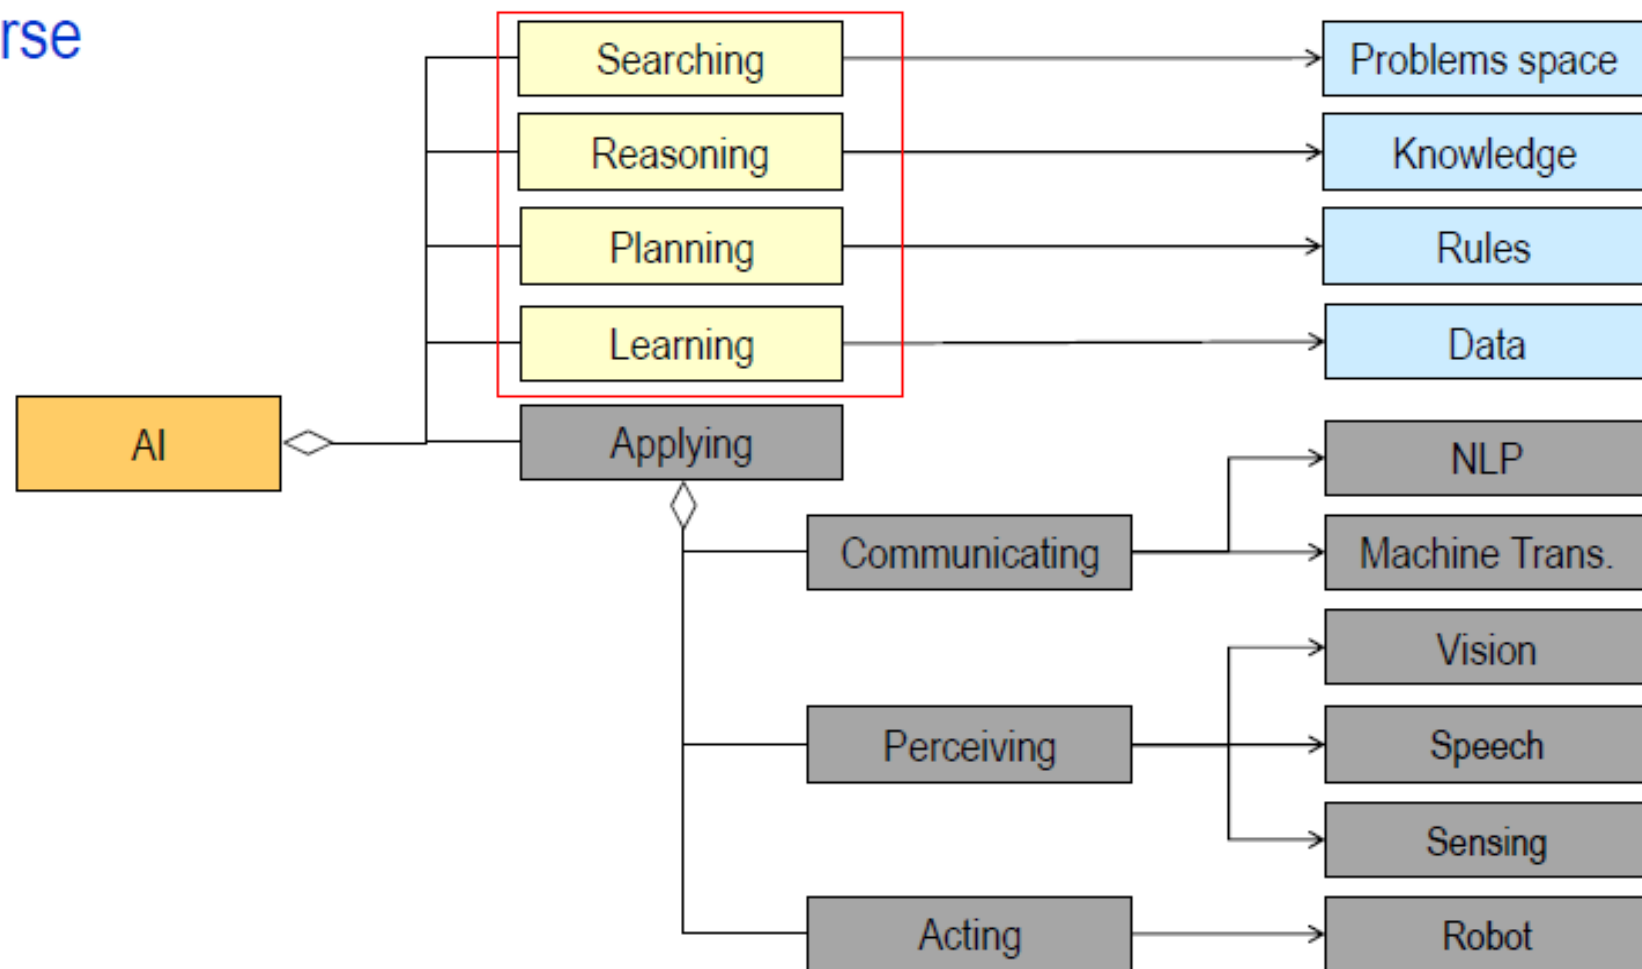 rse
Searching
Problems space
Reasoning
Knowledge
Planning
Rules
Learning
Data
AI
Applying
NLP
Communicating
Machine Trans.
Vision
Perceiving
Speech
Sensing
Acting
Robot